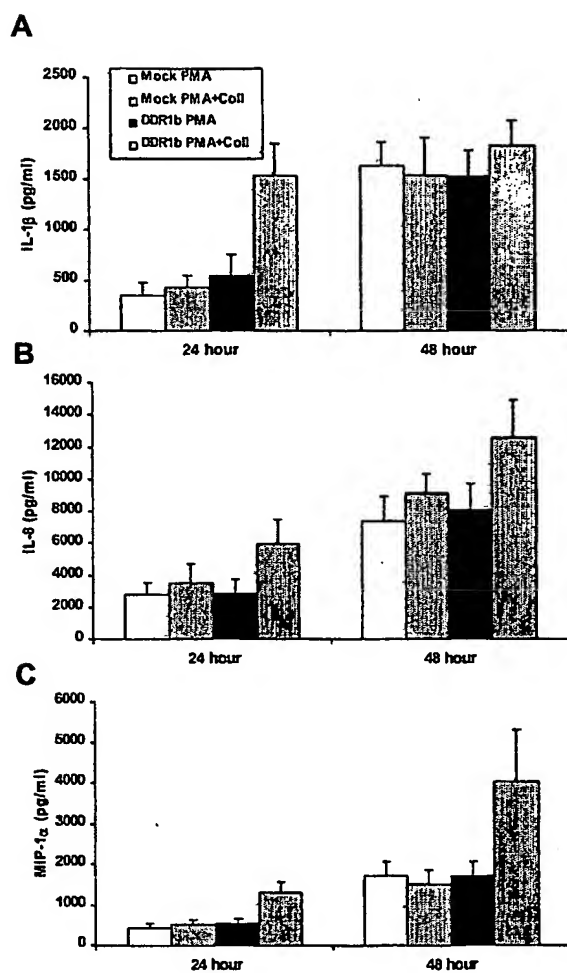 A
IL-1β (pg/ml)
2500
2000
1500
1000
500
0
Mock PMA
Mock PMA+Coll
DDR1b PMA
DDR1b PMA+Coll
24 hour
48 hour
B
IL-8 (pg/ml)
16000
14000
12000
10000
8000
6000
4000
2000
0
24 hour
48 hour
C
MIP-1α (pg/ml)
6000
5000
4000
3000
2000
1000
0
24 hour
48 hour